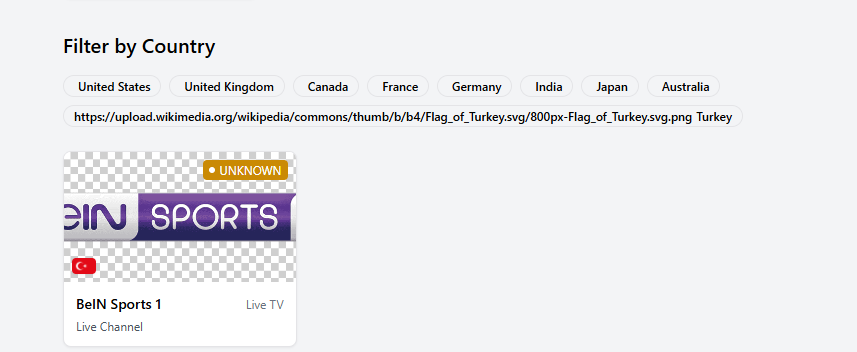 Filter by Country
United States United Kingdom Canada France Germany India Japan Australia
https://upload.wikimedia.org/wikipedia/commons/thumb/b/b4/Flag_of_Turkey.svg/800px-Flag_of_Turkey.svg.png Turkey
UNKNOWN
beIN SPORTS
BeIN Sports 1 Live TV
Live Channel